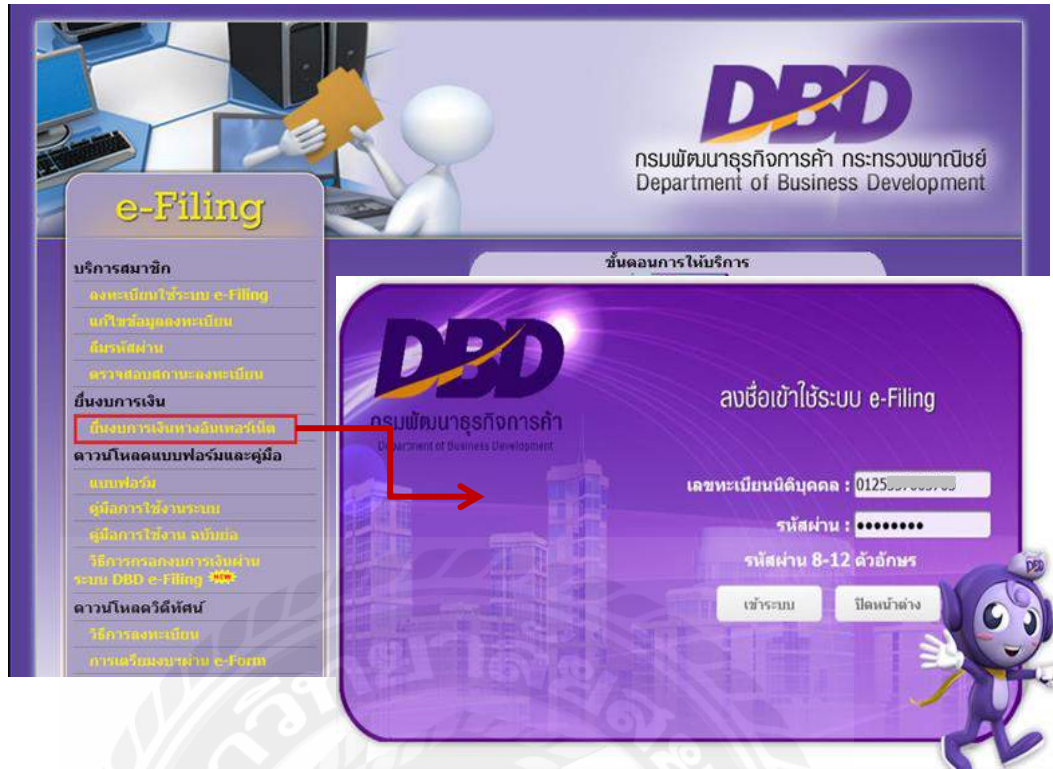 DBD
กรมพัฒนาธุรกิจการค้า กระทรวงพาณิชย์
Department of Business Development
e-Filing
บริการสมาชิก
ลงทะเบียนใช้ระบบ e-Filing
แก้ไขข้อมูลลงทะเบียน
ลืมรหัสผ่าน
ตรวจสอบสถานะลงทะเบียน
ยื่นงบการเงิน
ยื่นงบการเงินทางอินเทอร์เน็ต
ดาวน์โหลดแบบฟอร์มและคู่มือ
แบบฟอร์ม
คู่มือการใช้งานระบบ
คู่มือการใช้งาน ฉบับย่อ
วิธีการกรอกงบการเงินผ่าน
ระบบ DBD e-Filing NEW
ดาวน์โหลดวีดีทัศน์
วิธีการลงทะเบียน
การเตรียมงบฯผ่าน e-Form
ขั้นตอนการให้บริการ
DBD
กรมพัฒนาธุรกิจการค้า
Department of Business Development
ลงชื่อเข้าใช้ระบบ e-Filing
เลขทะเบียนนิติบุคคล : 0125
รหัสผ่าน : ••••••••
รหัสผ่าน 8-12 ตัวอักษร
เข้าระบบ
ปิดหน้าต่าง
DBD